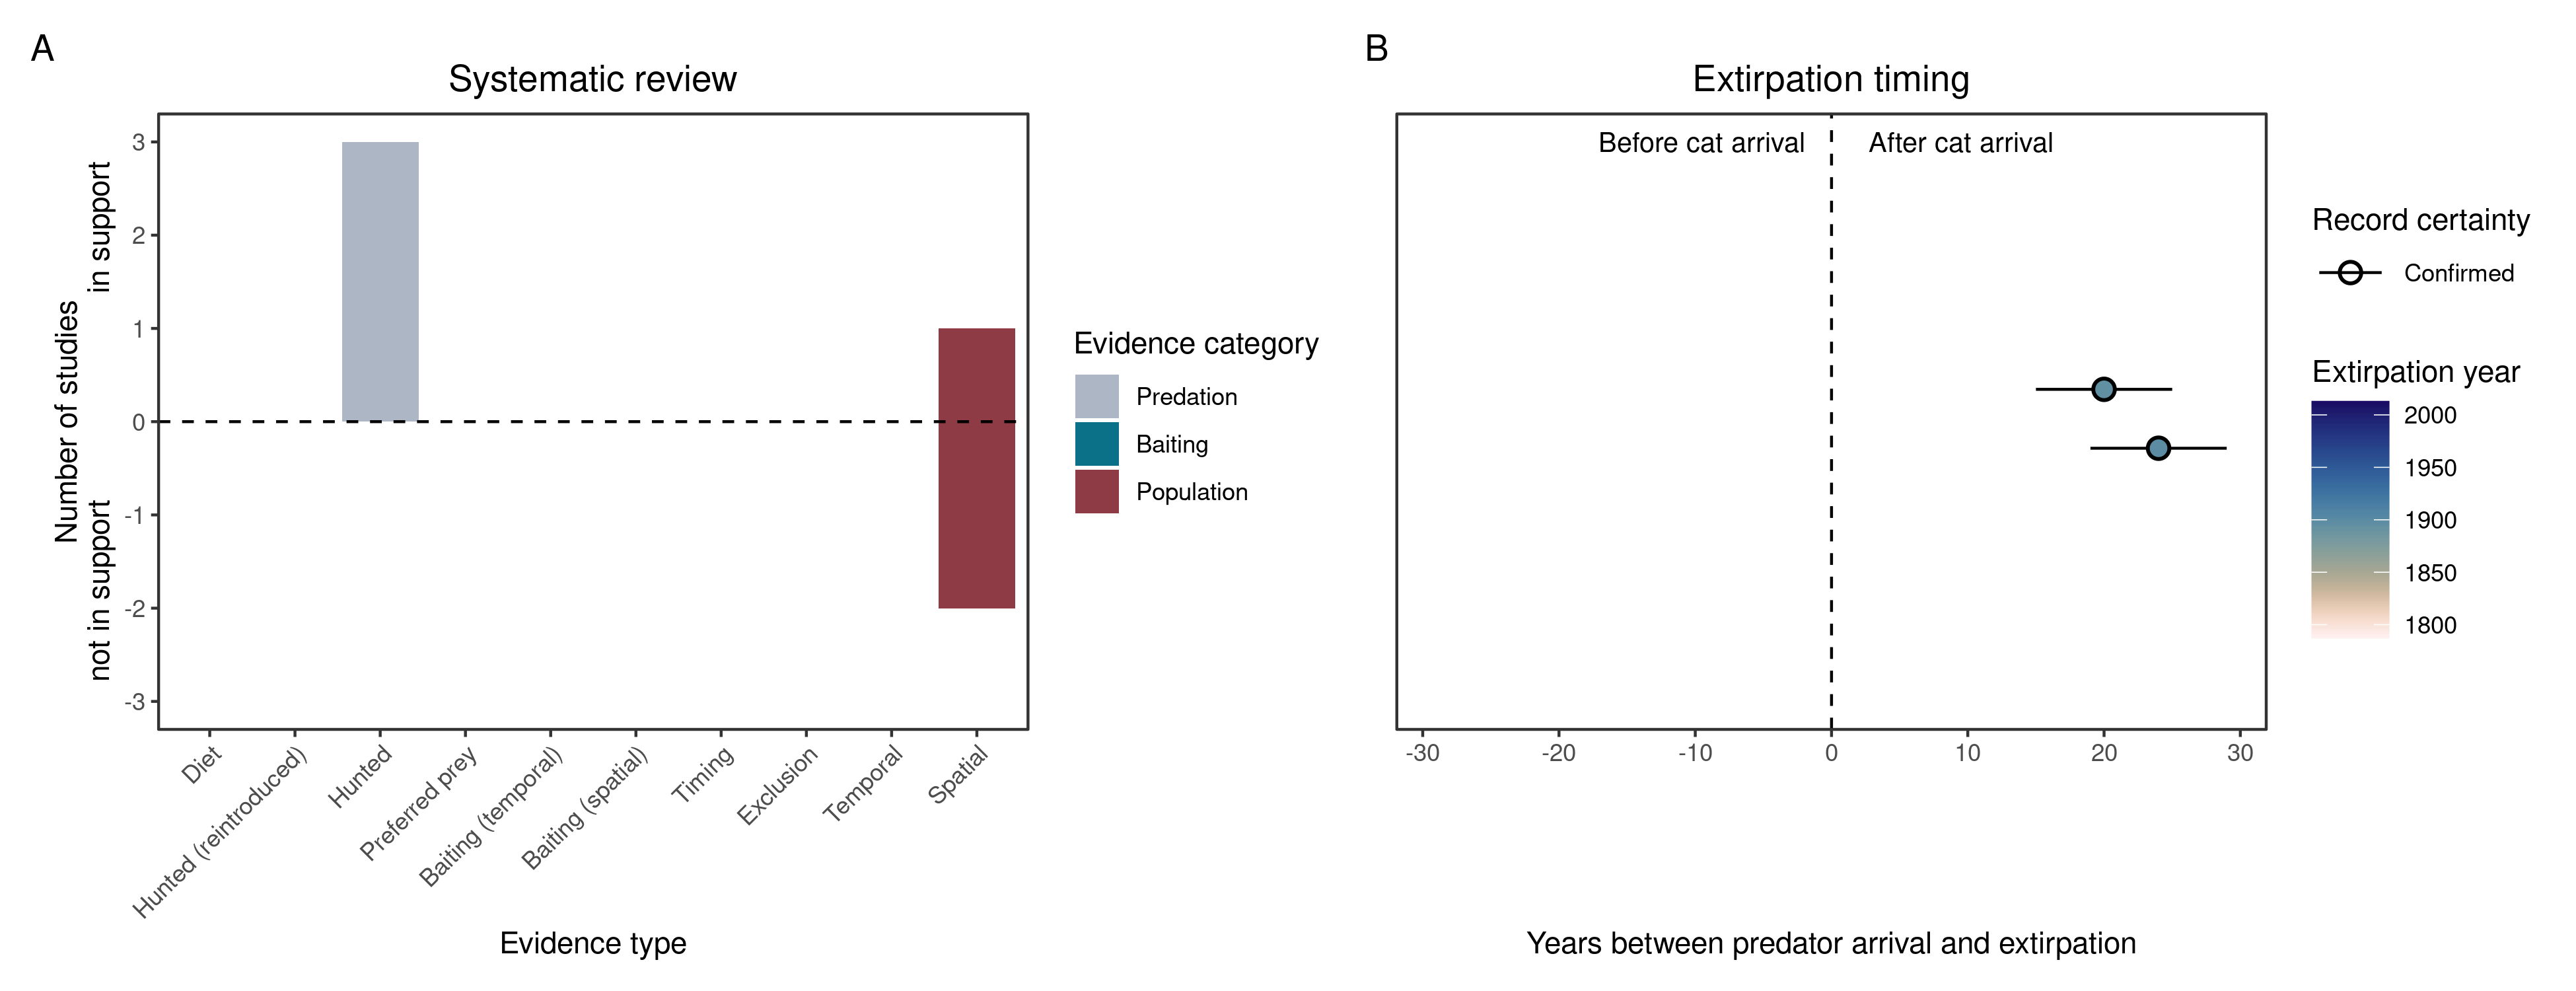 A
Systematic review
Number of studies
in support
not in support
3
2
1
0
-1
-2
-3
Diet
Hunted (reintroduced)
Hunted
Preferred prey
Baiting (temporal)
Baiting (spatial)
Timing
Exclusion
Temporal
Spatial
Evidence type
Evidence category
Predation
Baiting
Population
B
Extirpation timing
Before cat arrival
After cat arrival
-30
-20
-10
0
10
20
30
Years between predator arrival and extirpation
Record certainty
Confirmed
Extirpation year
2000
1950
1900
1850
1800